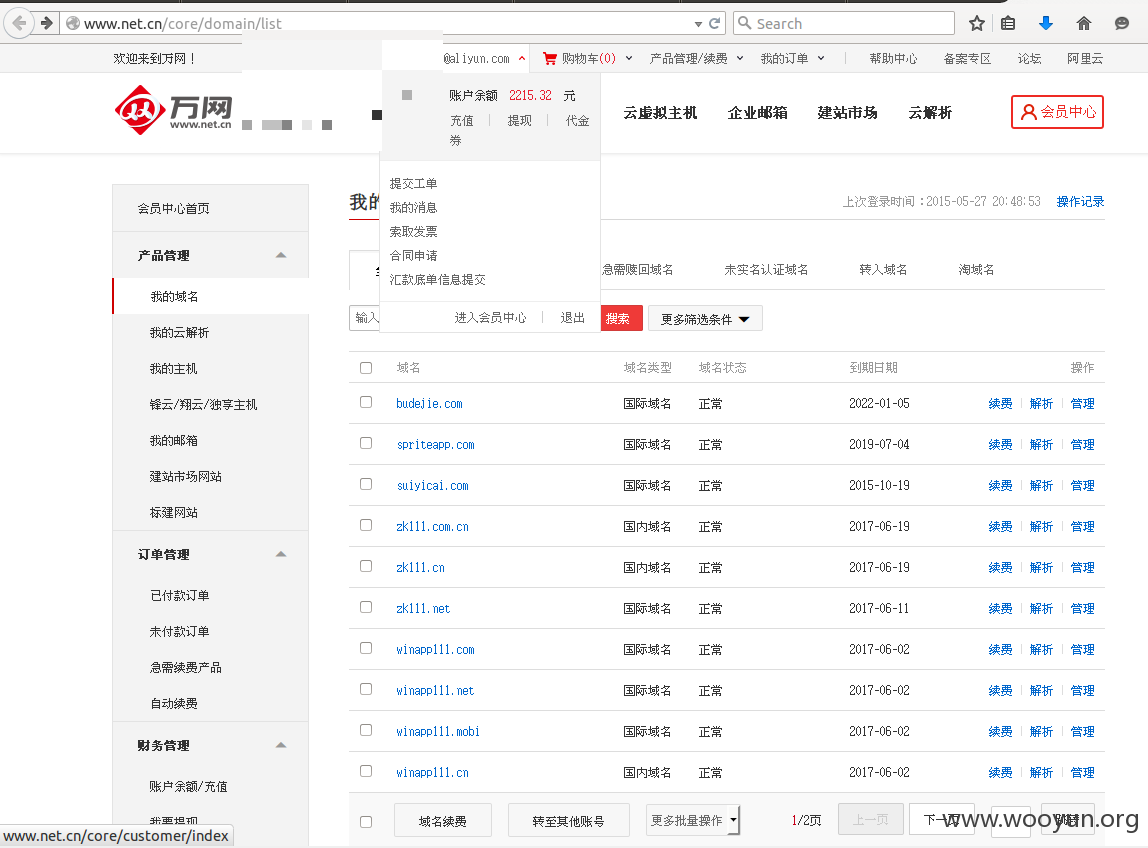 www.net.cn/core/domain/list
Search
欢迎来到万网！
@aliyun.com
购物车(0)
产品管理/续费
我的订单
帮助中心
备案专区
论坛
阿里云
万网
www.net.cn
账户余额 2215.32 元
充值 提现 代金
券
云虚拟主机
企业邮箱
建站市场
云解析
会员中心
提交工单
我的消息
索取发票
合同申请
汇款底单信息提交
进入会员中心 退出
我的
上次登录时间：2015-05-27 20:48:53 操作记录
急需赎回域名
未实名认证域名
转入域名
淘域名
输入
搜索
更多筛选条件
会员中心首页
产品管理
我的域名
我的云解析
我的主机
锋云/翔云/独享主机
我的邮箱
建站市场网站
标建网站
订单管理
已付款订单
未付款订单
急需续费产品
自动续费
财务管理
账户余额/充值
我要提现
域名 域名类型 域名状态 到期日期 操作
budejie.com 国际域名 正常 2022-01-05 续费 解析 管理
spriteapp.com 国际域名 正常 2019-07-04 续费 解析 管理
suiyicai.com 国际域名 正常 2015-10-19 续费 解析 管理
zk111.com.cn 国内域名 正常 2017-06-19 续费 解析 管理
zk111.cn 国内域名 正常 2017-06-19 续费 解析 管理
zk111.net 国际域名 正常 2017-06-11 续费 解析 管理
winapp111.com 国际域名 正常 2017-06-02 续费 解析 管理
winapp111.net 国际域名 正常 2017-06-02 续费 解析 管理
winapp111.mobi 国际域名 正常 2017-06-02 续费 解析 管理
winapp111.cn 国内域名 正常 2017-06-02 续费 解析 管理
域名续费
转至其他账号
更多批量操作
1/2页
上一页
下一页
www.wooyun.org
www.net.cn/core/customer/index